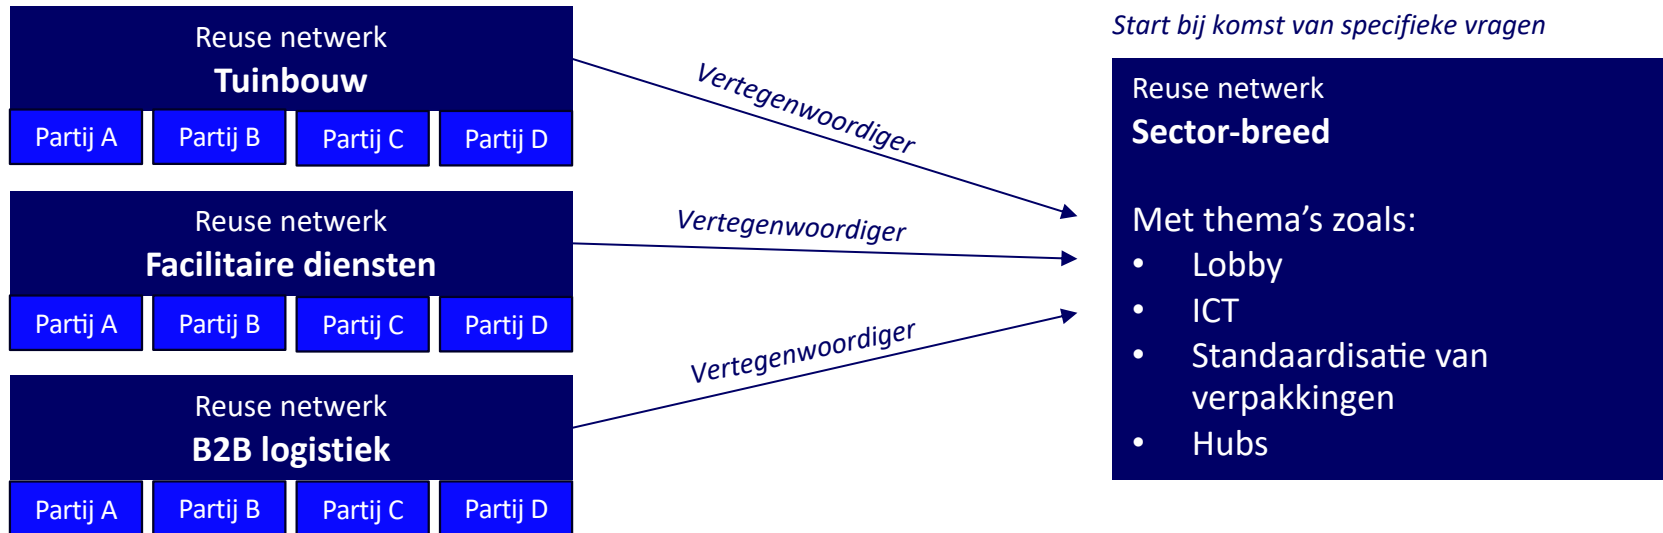 Reuse netwerk
Tuinbouw
Partij A
Partij B
Partij C
Partij D
Reuse netwerk
Facilitaire diensten
Partij A
Partij B
Partij C
Partij D
Reuse netwerk
B2B logistiek
Partij A
Partij B
Partij C
Partij D
Vertegenwoordiger
Vertegenwoordiger
Vertegenwoordiger
Start bij komst van specifieke vragen
Reuse netwerk
Sector-breed
Met thema’s zoals:
• Lobby
• ICT
• Standaardisatie van
verpakkingen
• Hubs